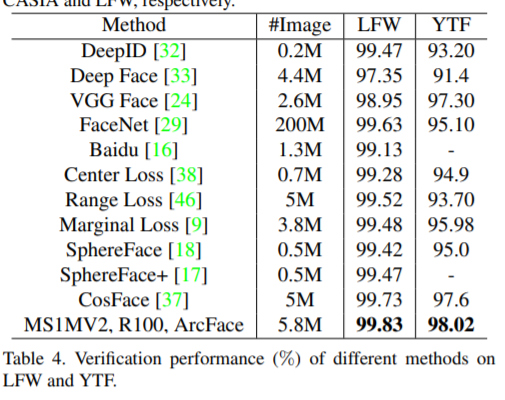 CASIA and LFW, respectively.
Method #Image LFW YTF
DeepID [32] 0.2M 99.47 93.20
Deep Face [33] 4.4M 97.35 91.4
VGG Face [24] 2.6M 98.95 97.30
FaceNet [29] 200M 99.63 95.10
Baidu [16] 1.3M 99.13 -
Center Loss [38] 0.7M 99.28 94.9
Range Loss [46] 5M 99.52 93.70
Marginal Loss [9] 3.8M 99.48 95.98
SphereFace [18] 0.5M 99.42 95.0
SphereFace+ [17] 0.5M 99.47 -
CosFace [37] 5M 99.73 97.6
MS1MV2, R100, ArcFace 5.8M 99.83 98.02
Table 4. Verification performance (%) of different methods on
LFW and YTF.